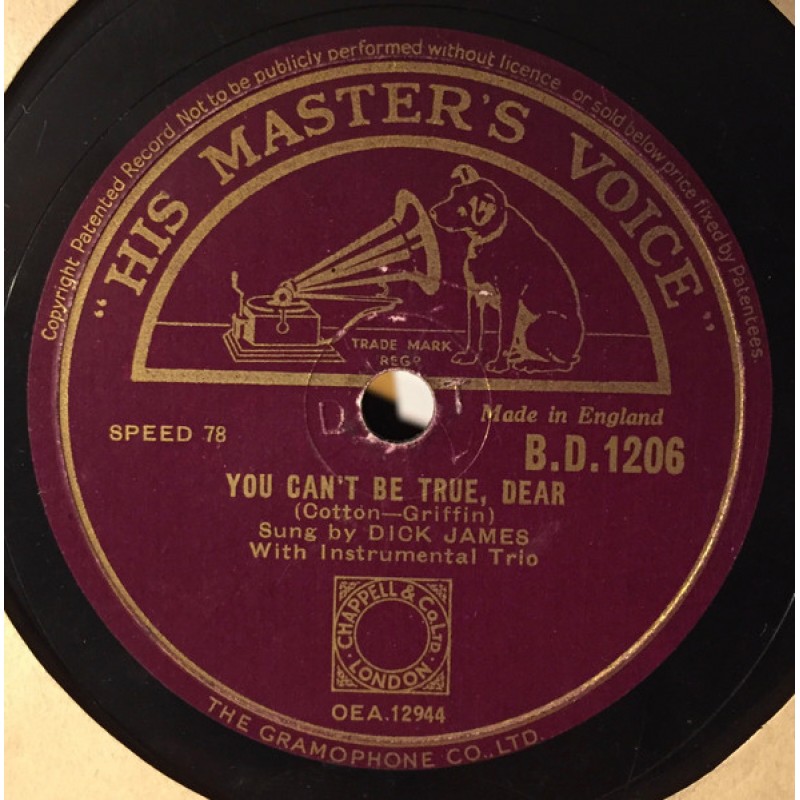 Copyright Patented Record. Not to be publicly performed without licence or sold below price fixed by Patentees.
"HIS MASTER'S VOICE"
TRADE MARK
REGD
Made in England
SPEED 78
B.D.1206
YOU CAN'T BE TRUE, DEAR
(Cotton—Griffin)
Sung by DICK JAMES
With Instrumental Trio
CHAPPELL & CO. LTD.
LONDON
OEA.12944
THE GRAMOPHONE CO., LTD.